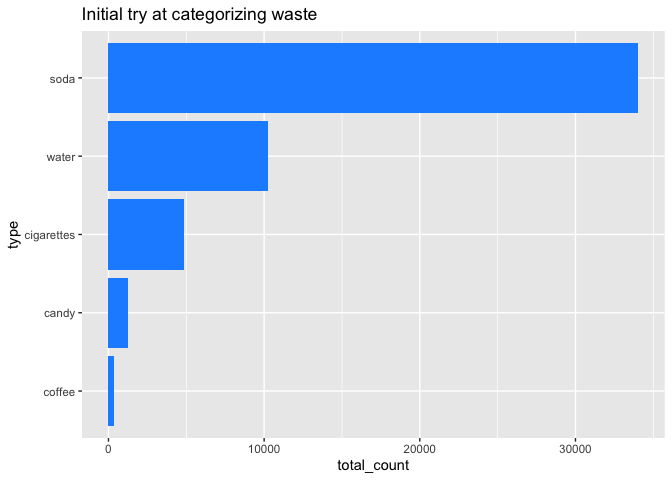 Initial try at categorizing waste
soda
water
cigarettes
candy
coffee
type
0 10000 20000 30000
total_count